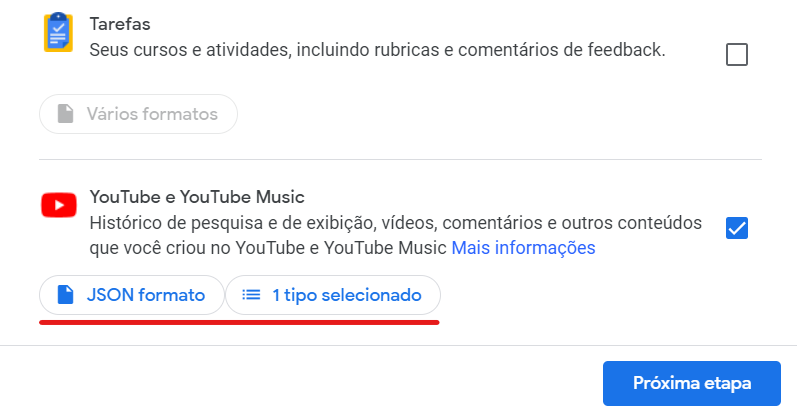 Tarefas
Seus cursos e atividades, incluindo rubricas e comentários de feedback.
Vários formatos
YouTube e YouTube Music
Histórico de pesquisa e de exibição, vídeos, comentários e outros conteúdos
que você criou no YouTube e YouTube Music Mais informações
JSON formato 1 tipo selecionado
Próxima etapa